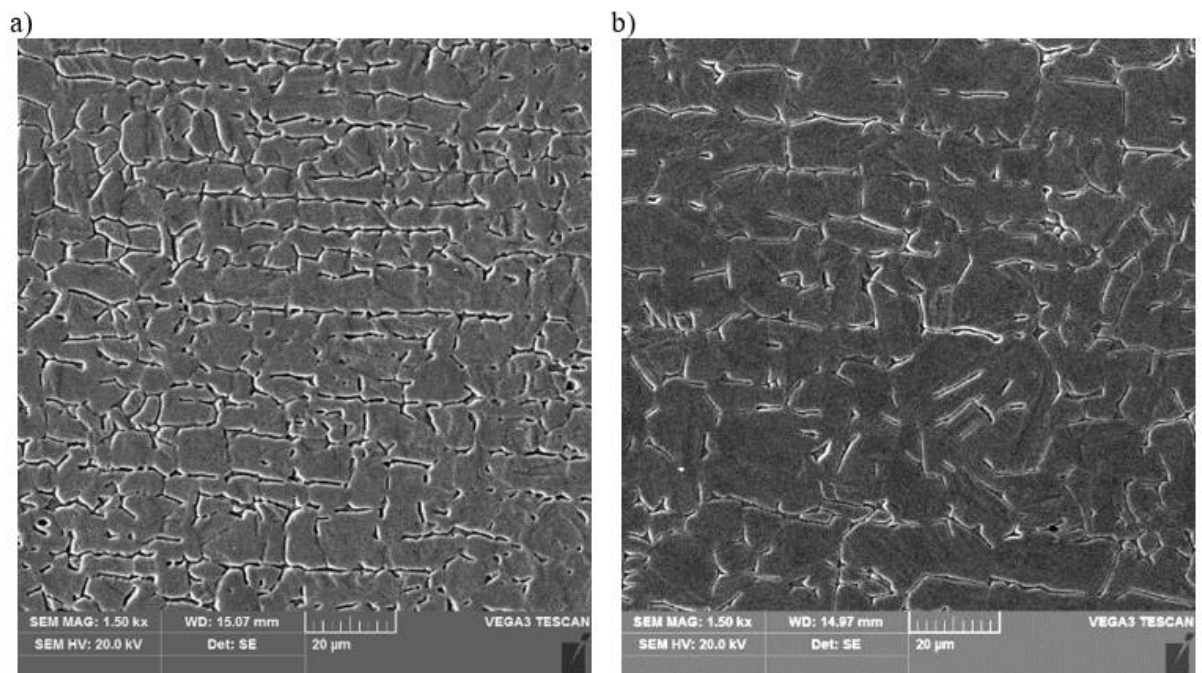 a)
b)
SEM MAG: 1.50 kx WD: 15.07 mm VEGA3 TESCAN
SEM HV: 20.0 kV Det: SE 20 µm
SEM MAG: 1.50 kx WD: 14.97 mm VEGA3 TESCAN
SEM HV: 20.0 kV Det: SE 20 µm